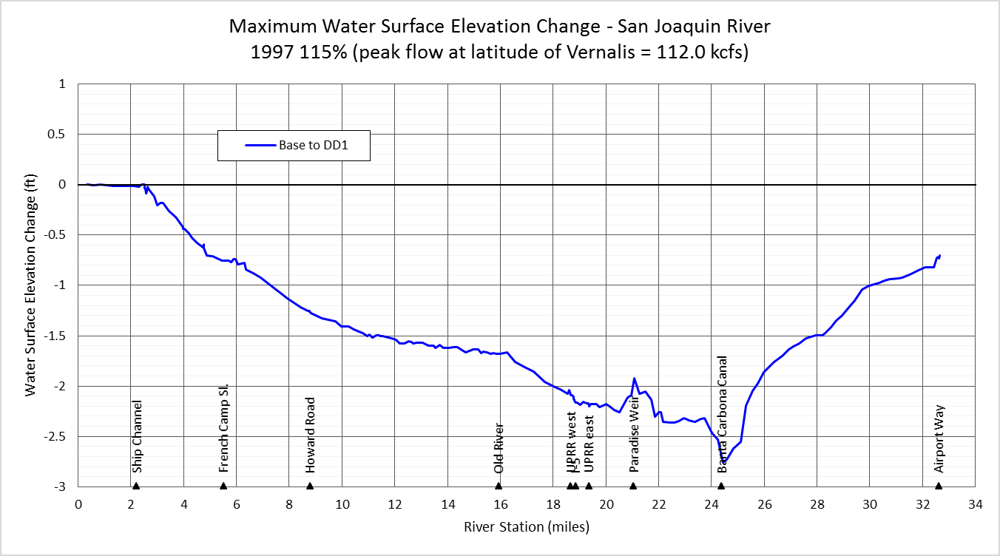 Maximum Water Surface Elevation Change - San Joaquin River
1997 115% (peak flow at latitude of Vernalis = 112.0 kcfs)
1
0.5
0
-0.5
-1
-1.5
-2
-2.5
-3
Water Surface Elevation Change (ft)
Base to DD1
Ship Channel
French Camp Sl.
Howard Road
Old River
UPRR west
I-5
UPRR east
Paradise Weir
Banta Carbona Canal
Airport Way
0 2 4 6 8 10 12 14 16 18 20 22 24 26 28 30 32 34
River Station (miles)